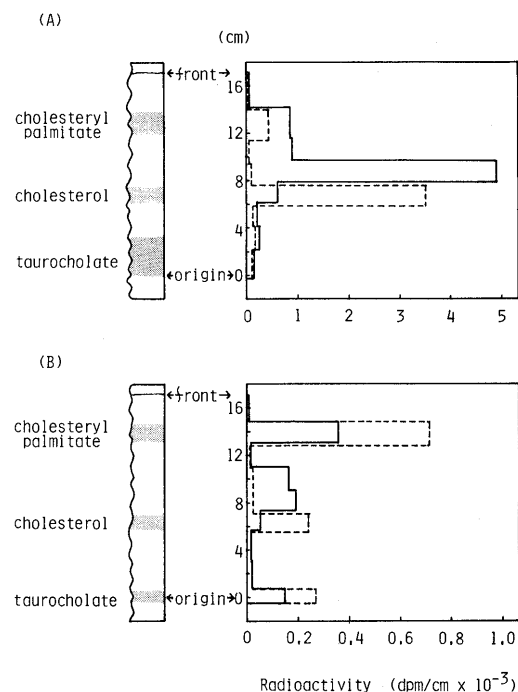 (A)
(cm)
←front→
16
cholesteryl
palmitate
12
8
cholesterol
4
taurocholate
←origin→
0
0 1 2 3 4 5
(B)
←front→
16
cholesteryl
palmitate
12
8
cholesterol
4
taurocholate
←origin→
0
0 0.2 0.4 0.6 0.8 1.0
Radioactivity (dpm/cm x 10⁻³)